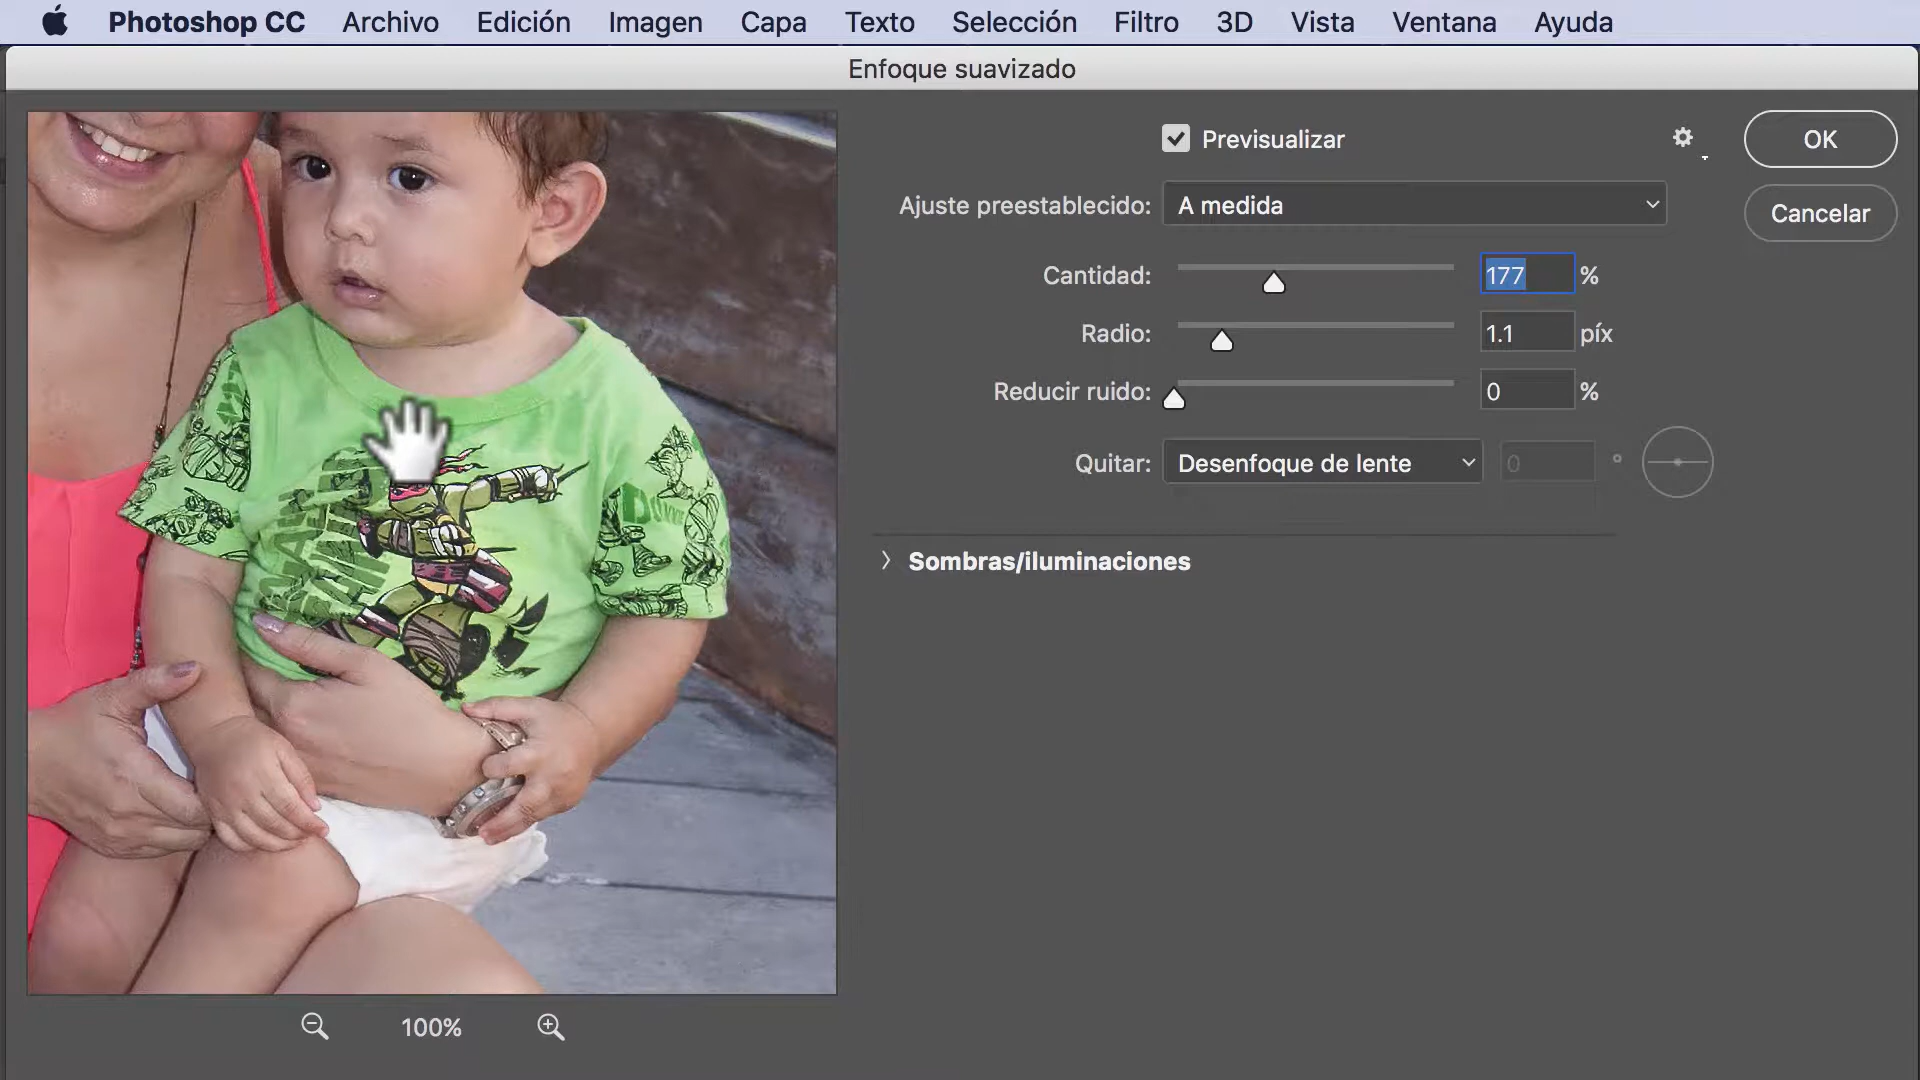 Photoshop CC Archivo Edición Imagen Capa Texto Selección Filtro 3D Vista Ventana Ayuda
Enfoque suavizado
Previsualizar
OK
Ajuste preestablecido: A medida
Cancelar
Cantidad: 177 %
Radio: 1.1 píx
Reducir ruido: 0 %
Quitar: Desenfoque de lente 0 °
Sombras/iluminaciones
100%